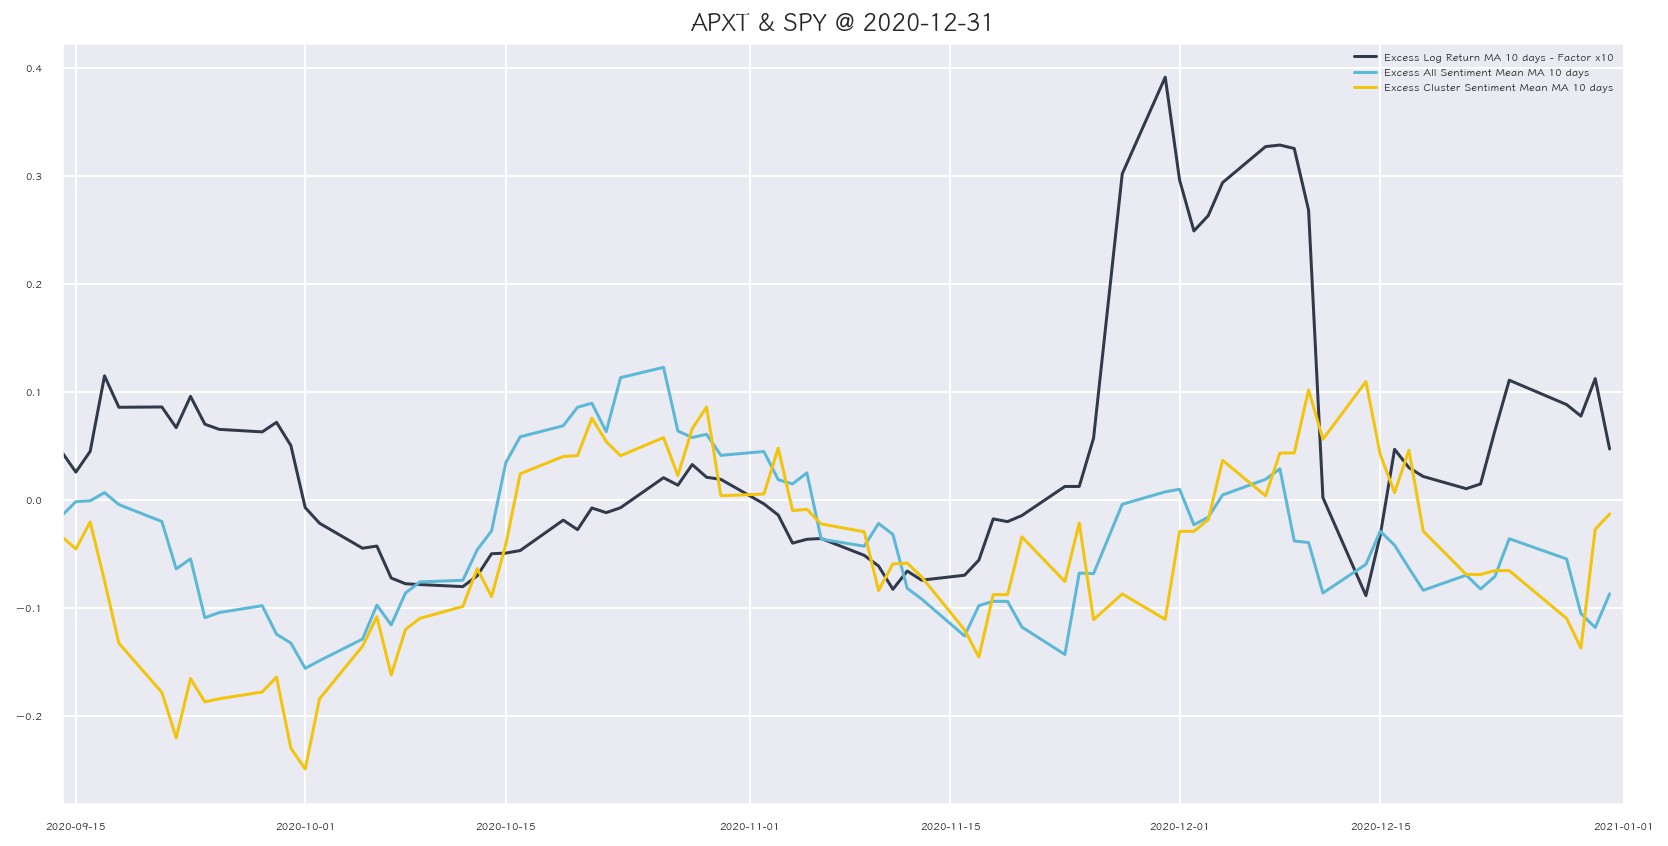 APXT & SPY @ 2020-12-31
Excess Log Return MA 10 days - Factor x10
Excess All Sentiment Mean MA 10 days
Excess Cluster Sentiment Mean MA 10 days
0.4
0.3
0.2
0.1
0.0
−0.1
−0.2
2020-09-15 2020-10-01 2020-10-15 2020-11-01 2020-11-15 2020-12-01 2020-12-15 2021-01-01